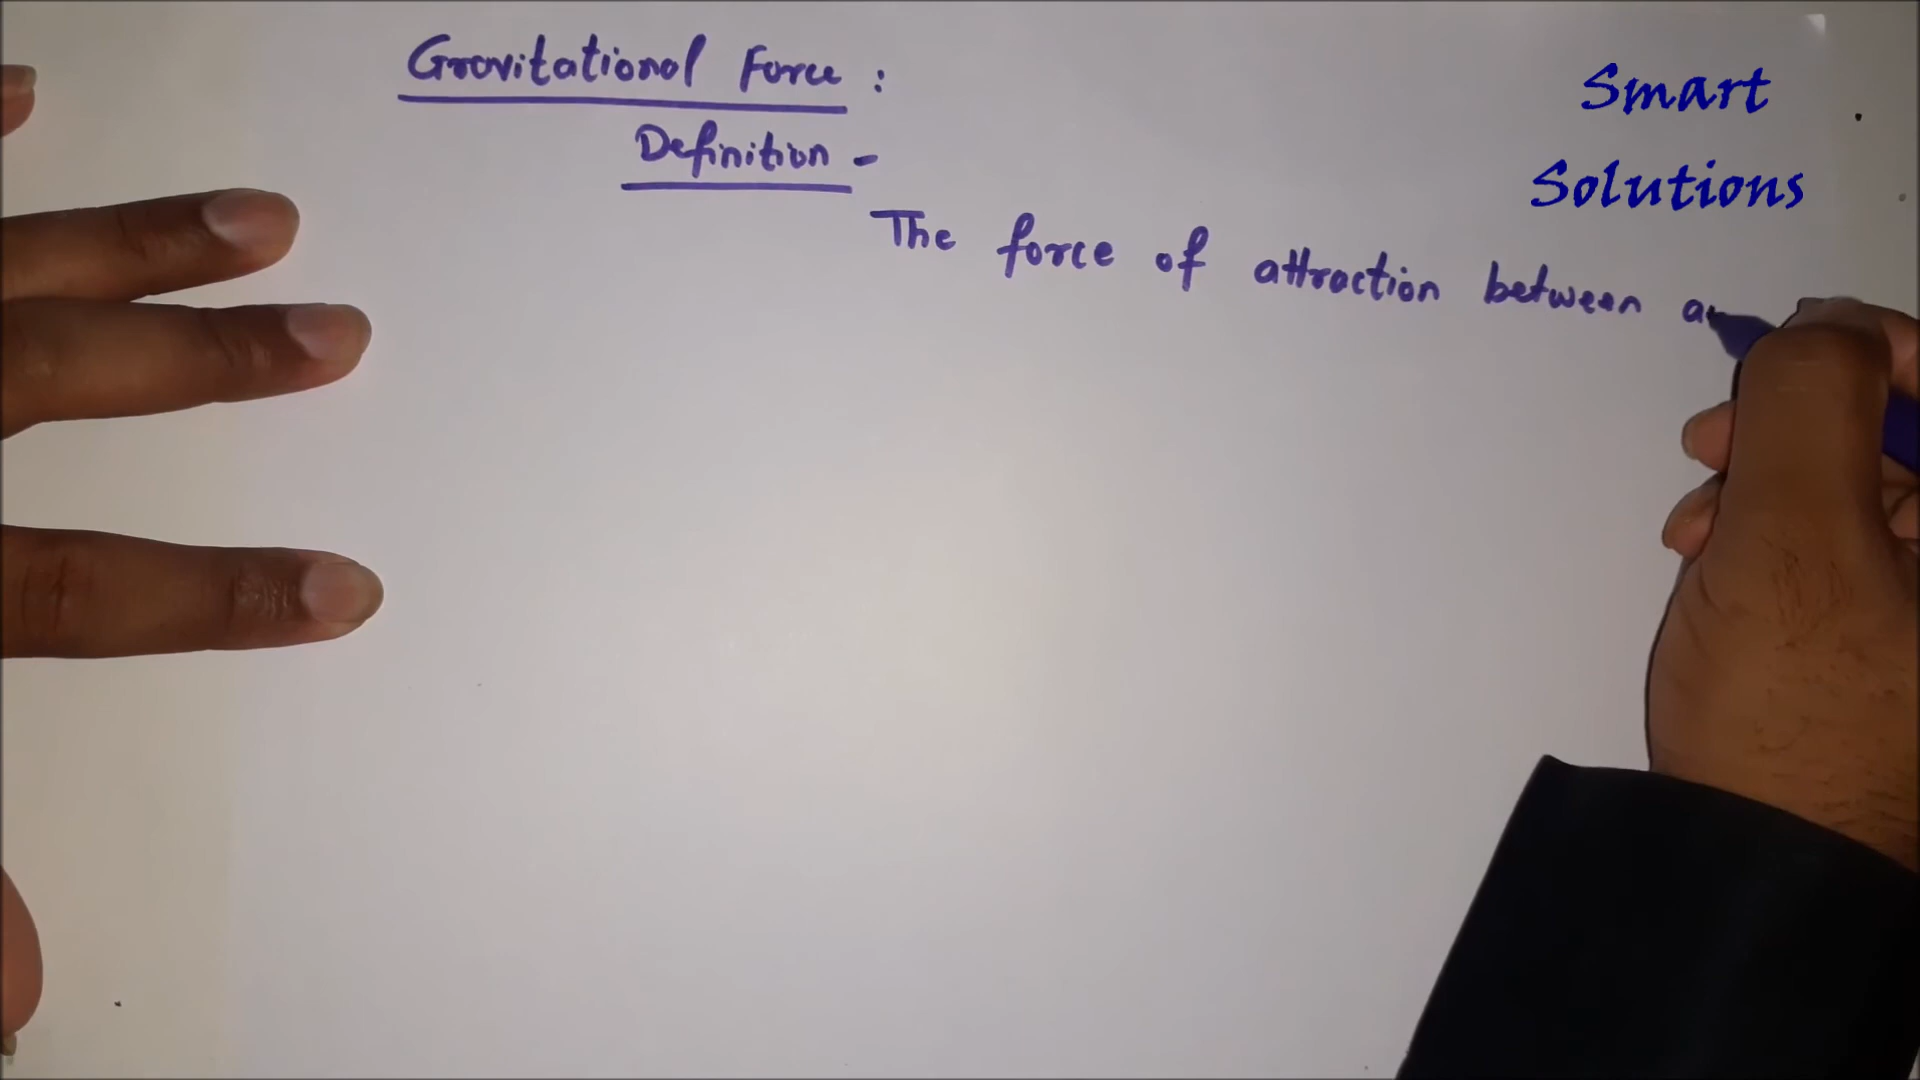 Gravitational Force :
Definition -
The force of attraction between
Smart
Solutions